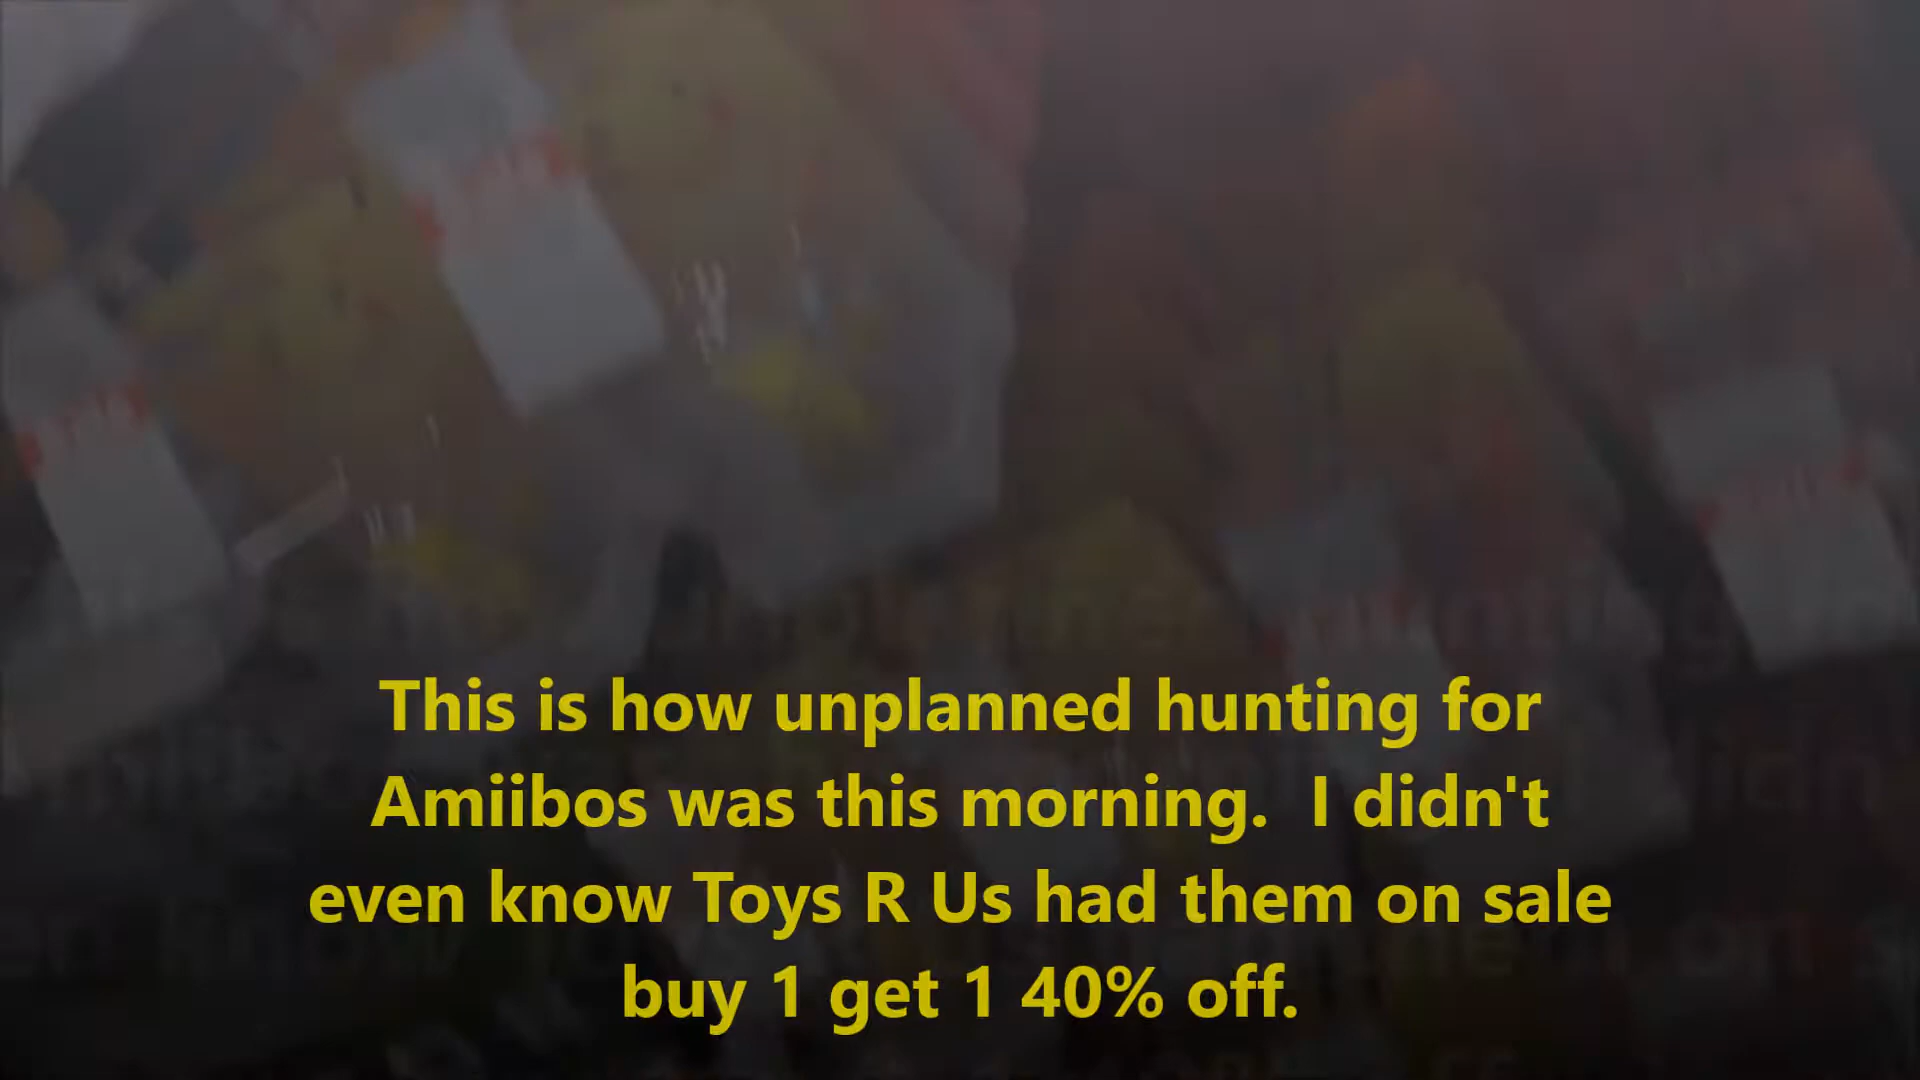 This is how unplanned hunting for
Amiibos was this morning.  I didn't
even know Toys R Us had them on sale
buy 1 get 1 40% off.